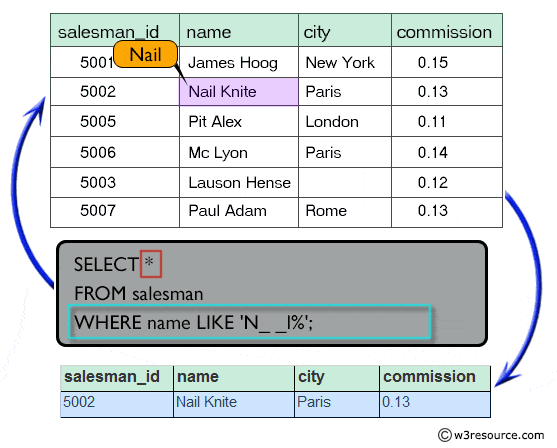 salesman_id name city commission
Nail
5001 James Hoog New York 0.15
5002 Nail Knite Paris 0.13
5005 Pit Alex London 0.11
5006 Mc Lyon Paris 0.14
5003 Lauson Hense 0.12
5007 Paul Adam Rome 0.13
SELECT *
FROM salesman
WHERE name LIKE 'N_ _l%';
salesman_id name city commission
5002 Nail Knite Paris 0.13
© w3resource.com